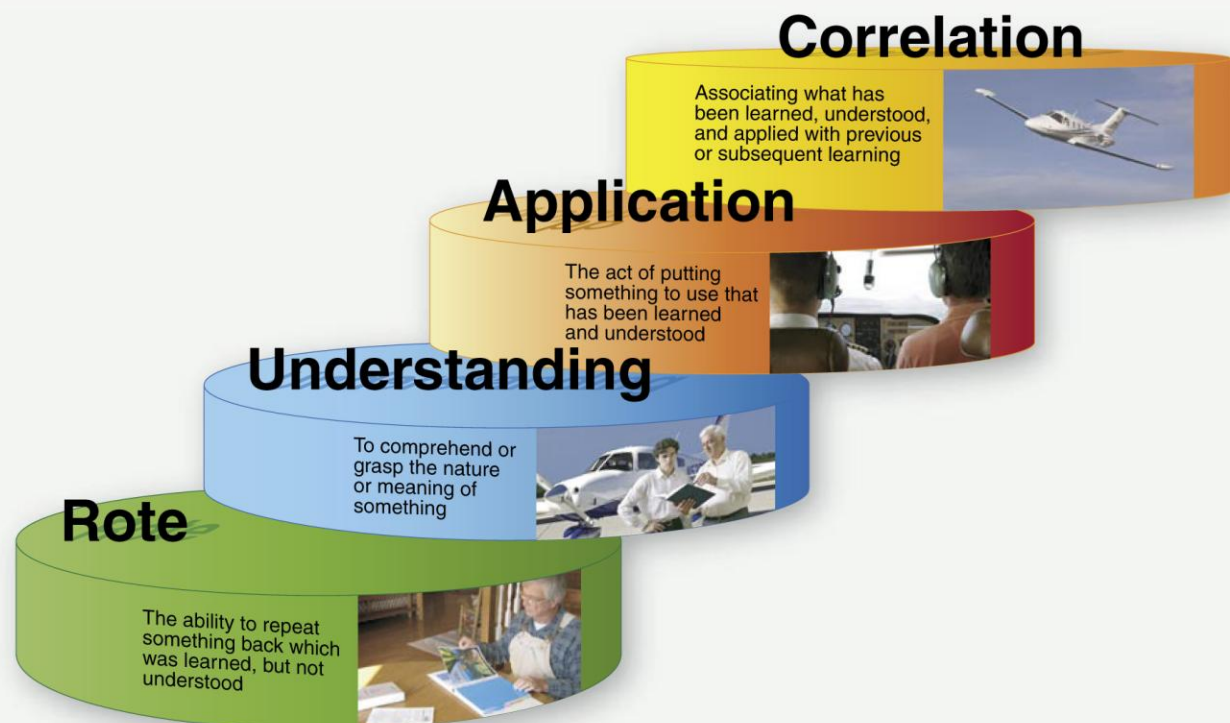 Correlation
Associating what has
been learned, understood,
and applied with previous
or subsequent learning
Application
The act of putting
something to use that
has been learned
and understood
Understanding
To comprehend or
grasp the nature
or meaning of
something
Rote
The ability to repeat
something back which
was learned, but not
understood